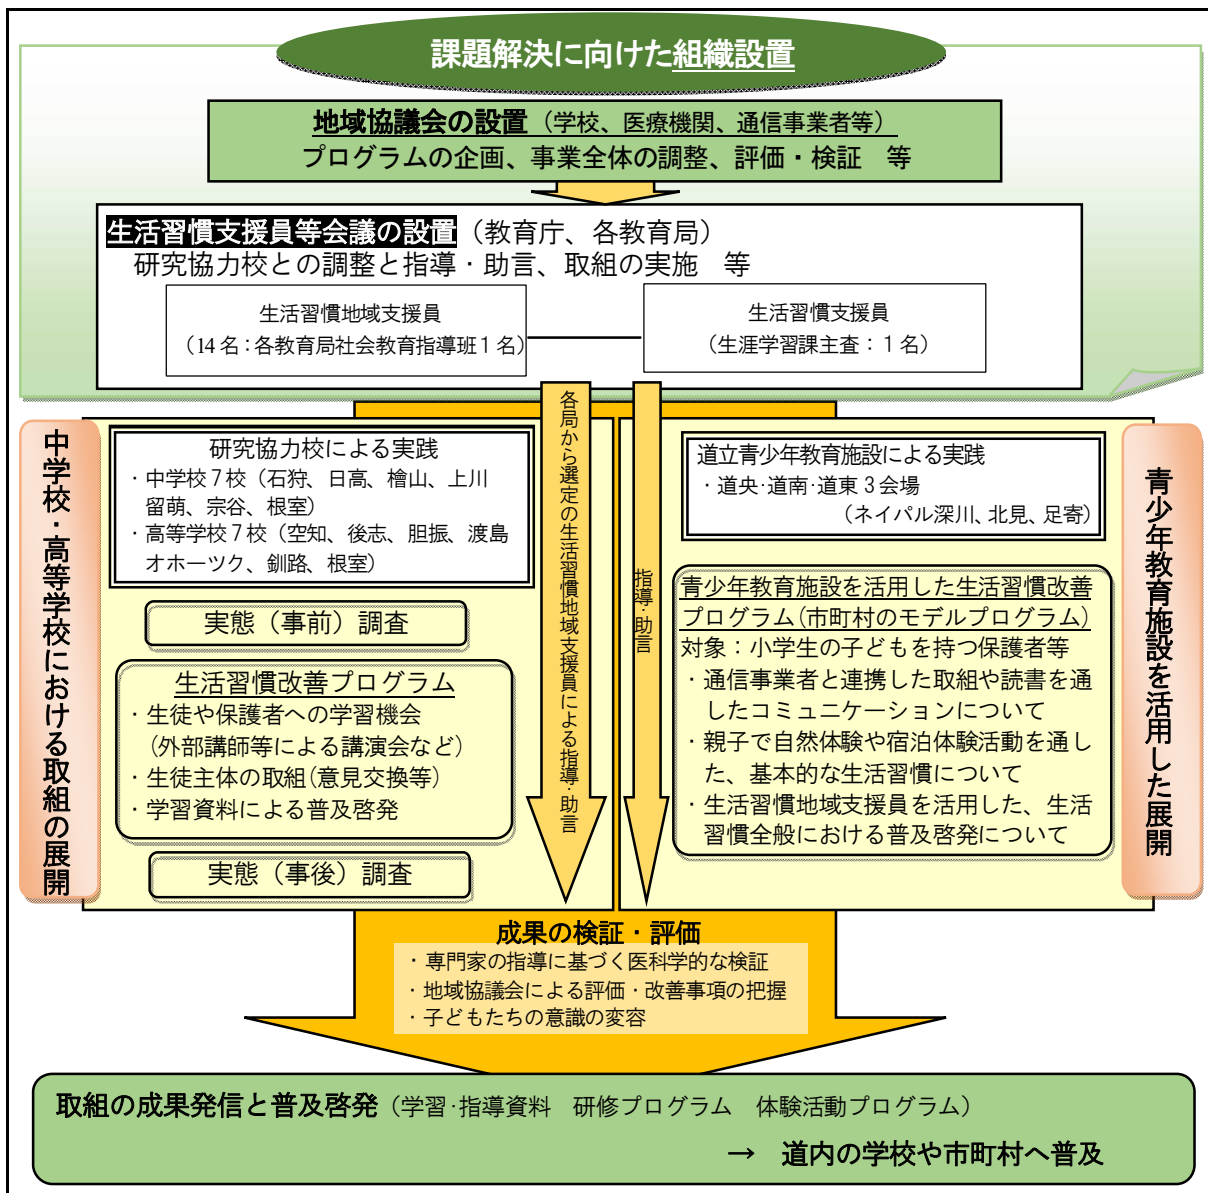 課題解決に向けた組織設置
地域協議会の設置（学校、医療機関、通信事業者等）
プログラムの企画、事業全体の調整、評価・検証　等
生活習慣支援員等会議の設置（教育庁、各教育局）
研究協力校との調整と指導・助言、取組の実施　等
生活習慣地域支援員
（14名：各教育局社会教育指導班１名）
生活習慣支援員
（生涯学習課主査：１名）
中学校・高等学校における取組の展開
研究協力校による実践
・中学校７校（石狩、日高、檜山、上川
留萌、宗谷、根室）
・高等学校７校（空知、後志、胆振、渡島
オホーツク、釧路、根室）
実態（事前）調査
生活習慣改善プログラム
・生徒や保護者への学習機会
（外部講師等による講演会など）
・生徒主体の取組（意見交換等）
・学習資料による普及啓発
実態（事後）調査
各局から選定の生活習慣地域支援員による指導・助言
指導・助言
道立青少年教育施設による実践
・道央・道南・道東３会場
（ネイパル深川、北見、足寄）
青少年教育施設を活用した生活習慣改善
プログラム（市町村のモデルプログラム）
対象：小学生の子どもを持つ保護者等
・通信事業者と連携した取組や読書を通
したコミュニケーションについて
・親子で自然体験や宿泊体験活動を通し
た、基本的な生活習慣について
・生活習慣地域支援員を活用した、生活
習慣全般における普及啓発について
青少年教育施設を活用した展開
成果の検証・評価
・専門家の指導に基づく医科学的な検証
・地域協議会による評価・改善事項の把握
・子どもたちの意識の変容
取組の成果発信と普及啓発（学習・指導資料　研修プログラム　体験活動プログラム）
→　道内の学校や市町村へ普及